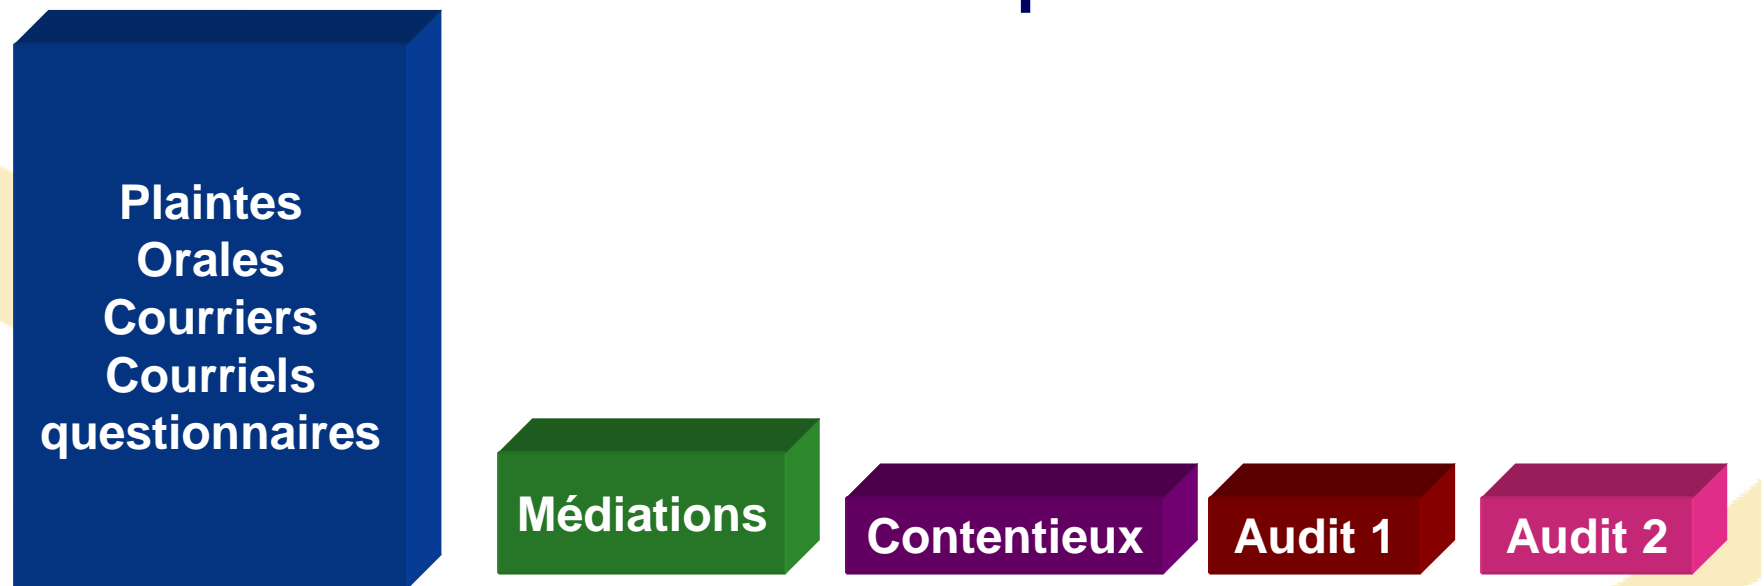 Plaintes
Orales
Courriers
Courriels
questionnaires
Médiations
Contentieux
Audit 1
Audit 2